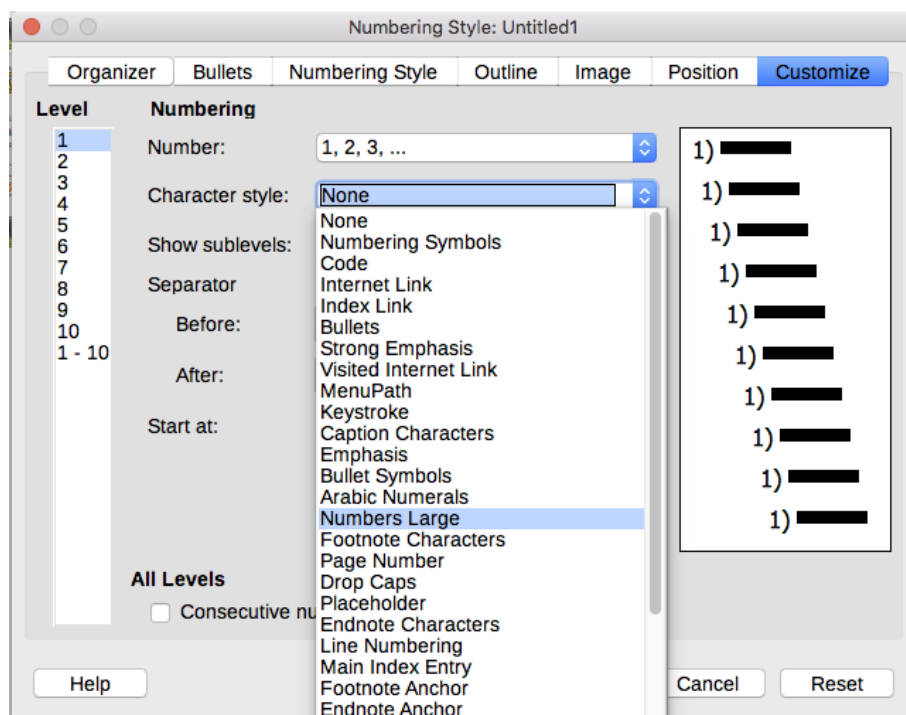 Numbering Style: Untitled1
Organizer Bullets Numbering Style Outline Image Position Customize
Level Numbering
1
2
3
4
5
6
7
8
9
10
1 - 10
Number: 1, 2, 3, ...
Character style: None
Show sublevels:
Separator
Before:
After:
Start at:
None
Numbering Symbols
Code
Internet Link
Index Link
Bullets
Strong Emphasis
Visited Internet Link
MenuPath
Keystroke
Caption Characters
Emphasis
Bullet Symbols
Arabic Numerals
Numbers Large
Footnote Characters
Page Number
Drop Caps
Placeholder
Endnote Characters
Line Numbering
Main Index Entry
Footnote Anchor
Endnote Anchor
1)
1)
1)
1)
1)
1)
1)
1)
1)
1)
All Levels
Consecutive nu
Help Cancel Reset